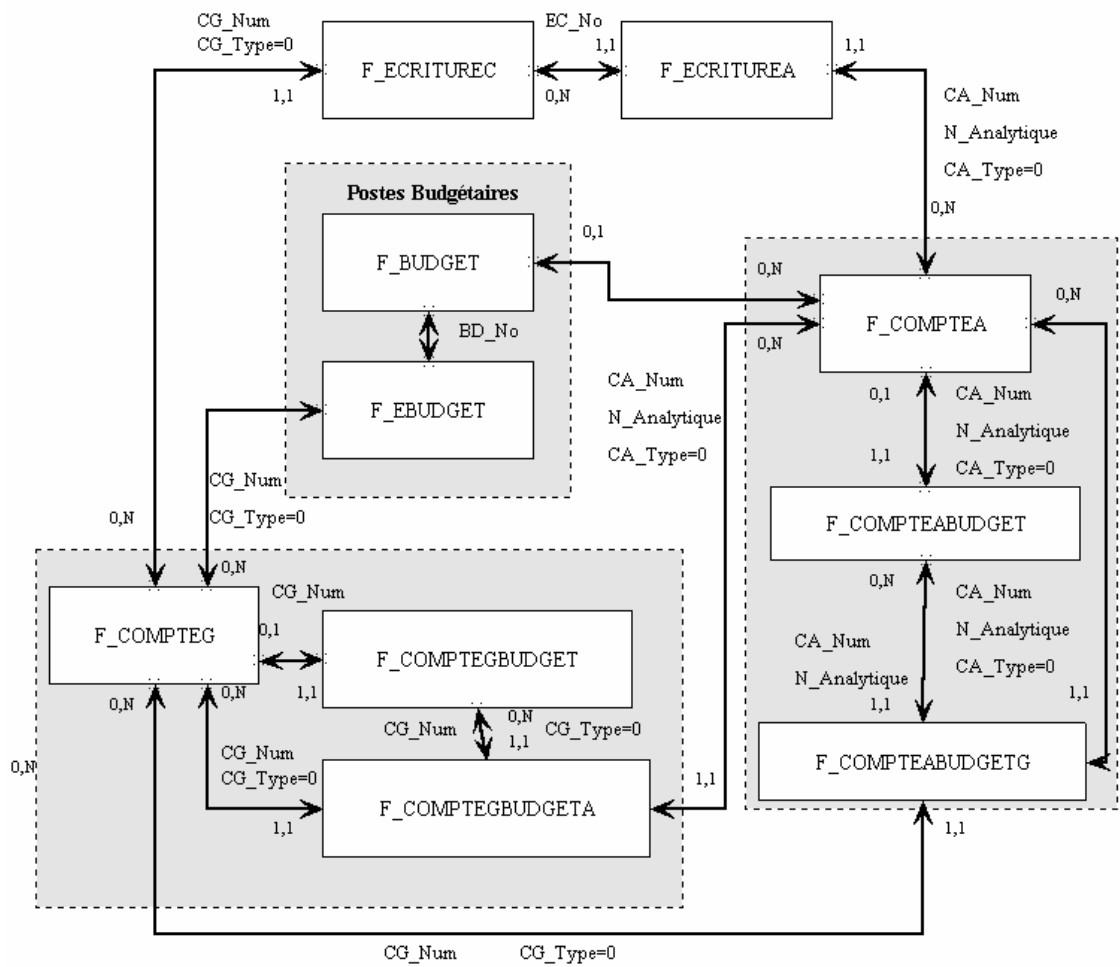 CG_Num
EC_No
CG_Type=0
1,1
1,1
F_ECRITUREC
F_ECRITUREA
1,1
0,N
CA_Num
N_Analytique
CA_Type=0
Postes Budgétaires
0,N
0,1
F_BUDGET
0,N
0,N
F_COMPTEA
BD_No
0,N
CA_Num
0,1
CA_Num
F_EBUDGET
N_Analytique
N_Analytique
CA_Type=0
1,1
CA_Type=0
CG_Num
CG_Type=0
0,N
F_COMPTEABUDGET
0,N
0,N
CG_Num
CA_Num
F_COMPTEG
0,1
N_Analytique
CA_Num
F_COMPTEGBUDGET
CA_Type=0
N_Analytique
1,1
0,N
0,N
1,1
1,1
0,N
CG_Num
CG_Type=0
1,1
CG_Num
0,N
F_COMPTEABUDGETG
CG_Type=0
1,1
F_COMPTEGBUDGETA
1,1
1,1
CG_Num
CG_Type=0